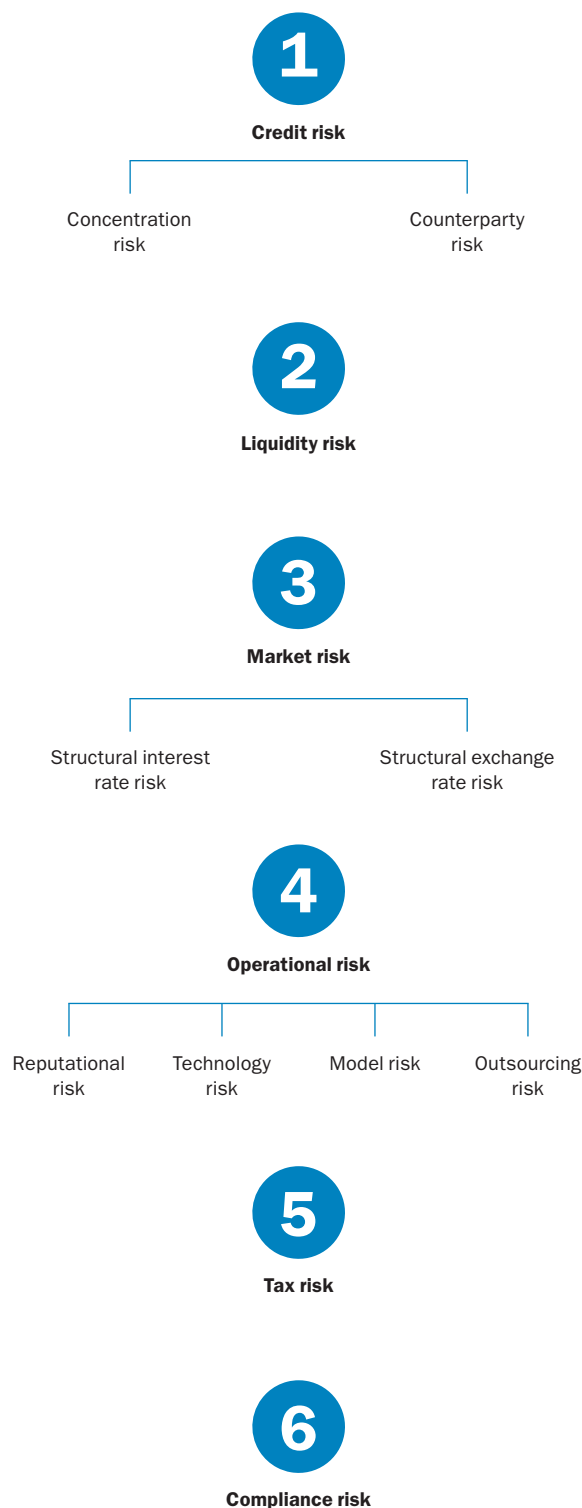 1
Credit risk
Concentration
risk
Counterparty
risk
2
Liquidity risk
3
Market risk
Structural interest
rate risk
Structural exchange
rate risk
4
Operational risk
Reputational
risk
Technology
risk
Model risk
Outsourcing
risk
5
Tax risk
6
Compliance risk